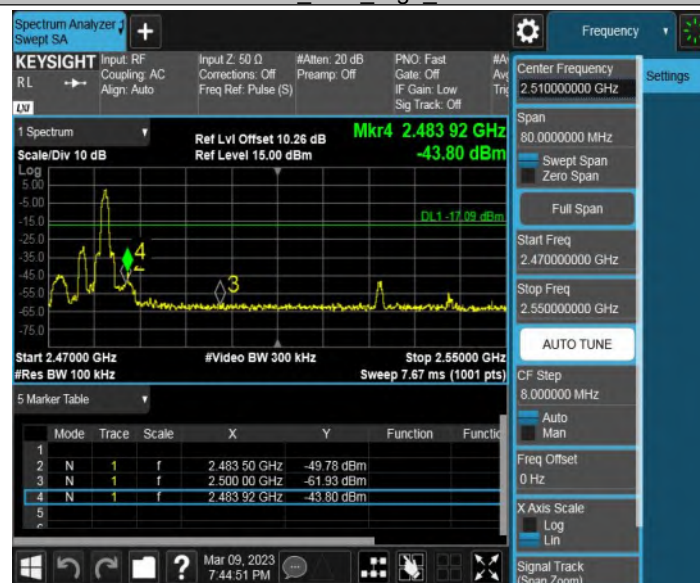 Spectrum Analyzer 1
Swept SA
+
Frequency
KEYSIGHT
RL
LXI
Input: RF
Coupling: AC
Align: Auto
Input Z: 50 Ω
Corrections: Off
Freq Ref: Pulse (S)
#Atten: 20 dB
Preamp: Off
PNO: Fast
Gate: Off
IF Gain: Low
Sig Track: Off
#A
Avg
Trig
1 Spectrum
Scale/Div 10 dB
Ref Lvl Offset 10.26 dB
Ref Level 15.00 dBm
Mkr4 2.483 92 GHz
-43.80 dBm
Log
5.00
-5.00
-15.0
-25.0
-35.0
-45.0
-55.0
-65.0
-75.0
DL1 -17.09 dBm
4
2
3
Start 2.47000 GHz
#Video BW 300 kHz
Stop 2.55000 GHz
#Res BW 100 kHz
Sweep 7.67 ms (1001 pts)
5 Marker Table
Mode Trace Scale X Y Function Functio
1
2 N 1 f 2.483 50 GHz -49.78 dBm
3 N 1 f 2.500 00 GHz -61.93 dBm
4 N 1 f 2.483 92 GHz -43.80 dBm
5
?
Mar 09, 2023
7:44:51 PM
Center Frequency
2.510000000 GHz
Settings
Span
80.0000000 MHz
Swept Span
Zero Span
Full Span
Start Freq
2.470000000 GHz
Stop Freq
2.550000000 GHz
AUTO TUNE
CF Step
8.000000 MHz
Auto
Man
Freq Offset
0 Hz
X Axis Scale
Log
Lin
Signal Track
(Span Zoom)